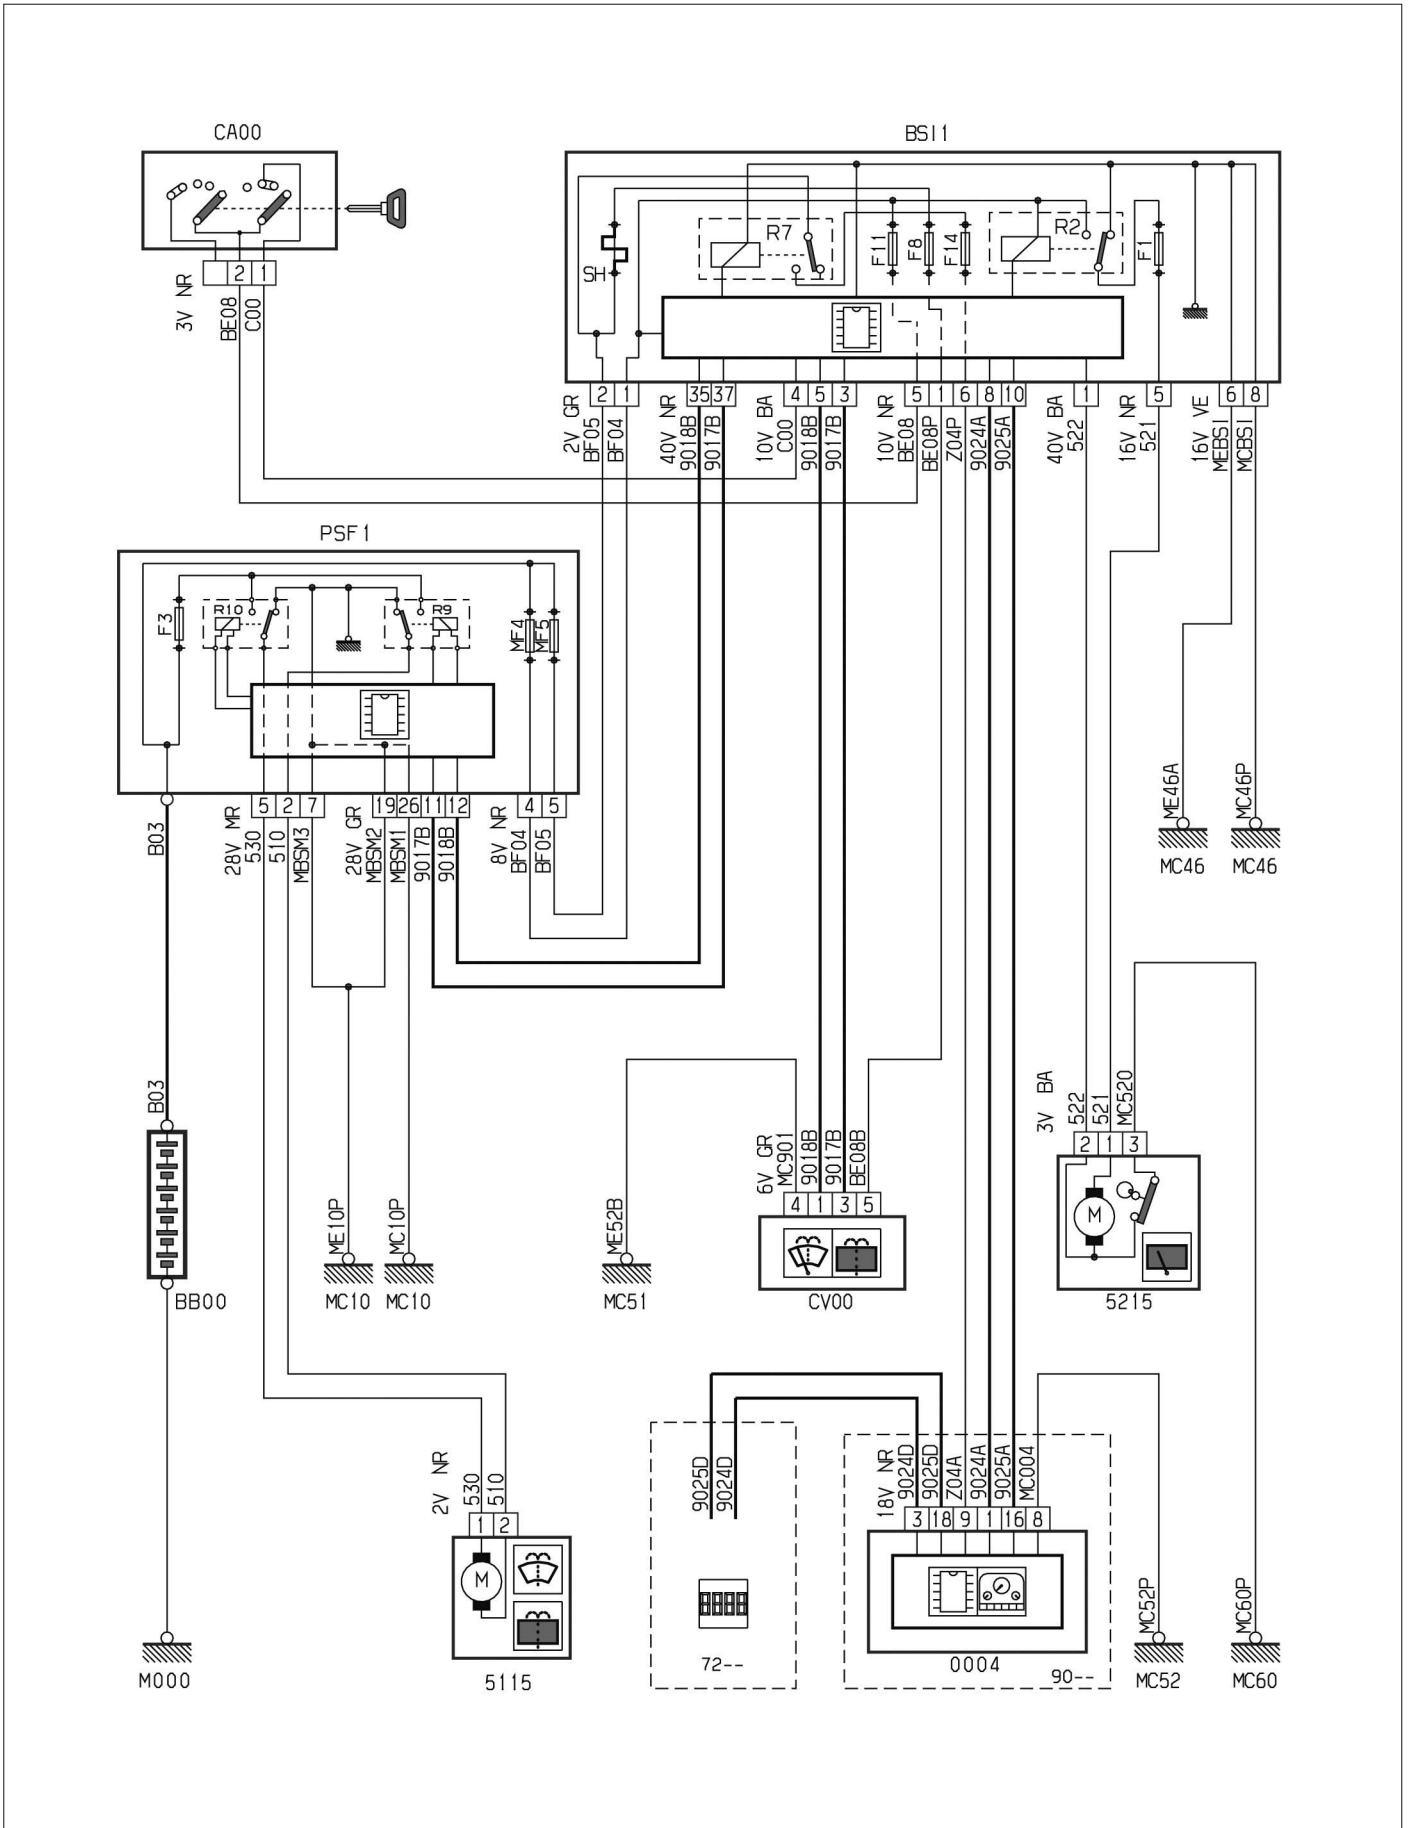 CA00
BSI1
R7
F11
F8
F14
R2
F1
SH
2 1
3V NR
BE08
C00
2 1 35 37 4 5 3 5 1 6 8 10 1 5 6 8
2V GR
BF05
BF04
40V NR
9018B
9017B
10V BA
C00
9018B
9017B
10V NR
BE08
BE08P
Z04P
9024A
9025A
40V BA
522
16V NR
521
16V VE
MEBSI
MCBSI
PSF1
F3
R10
R9
MF4
MF5
5 2 7 19 26 11 12 4 5
B03
28V MR
530
510
MBSM3
28V GR
MBSM2
MBSM1
9017B
9018B
8V NR
BF04
BF05
ME46A
MC46P
MC46 MC46
B03
ME10P
MC10P
ME52B
6V GR
MC901
9018B
9017B
BE08B
3V BA
522
521
MC520
4 1 3 5
2 1 3
M
BB00
MC10 MC10
MC51
CV00
5215
2V NR
530
510
1 2
M
5115
9025D
9024D
72--
18V NR
9024D
9025D
Z04A
9024A
9025A
MC004
3 18 9 1 16 8
0004
90--
MC52P
MC60P
M000
MC52
MC60